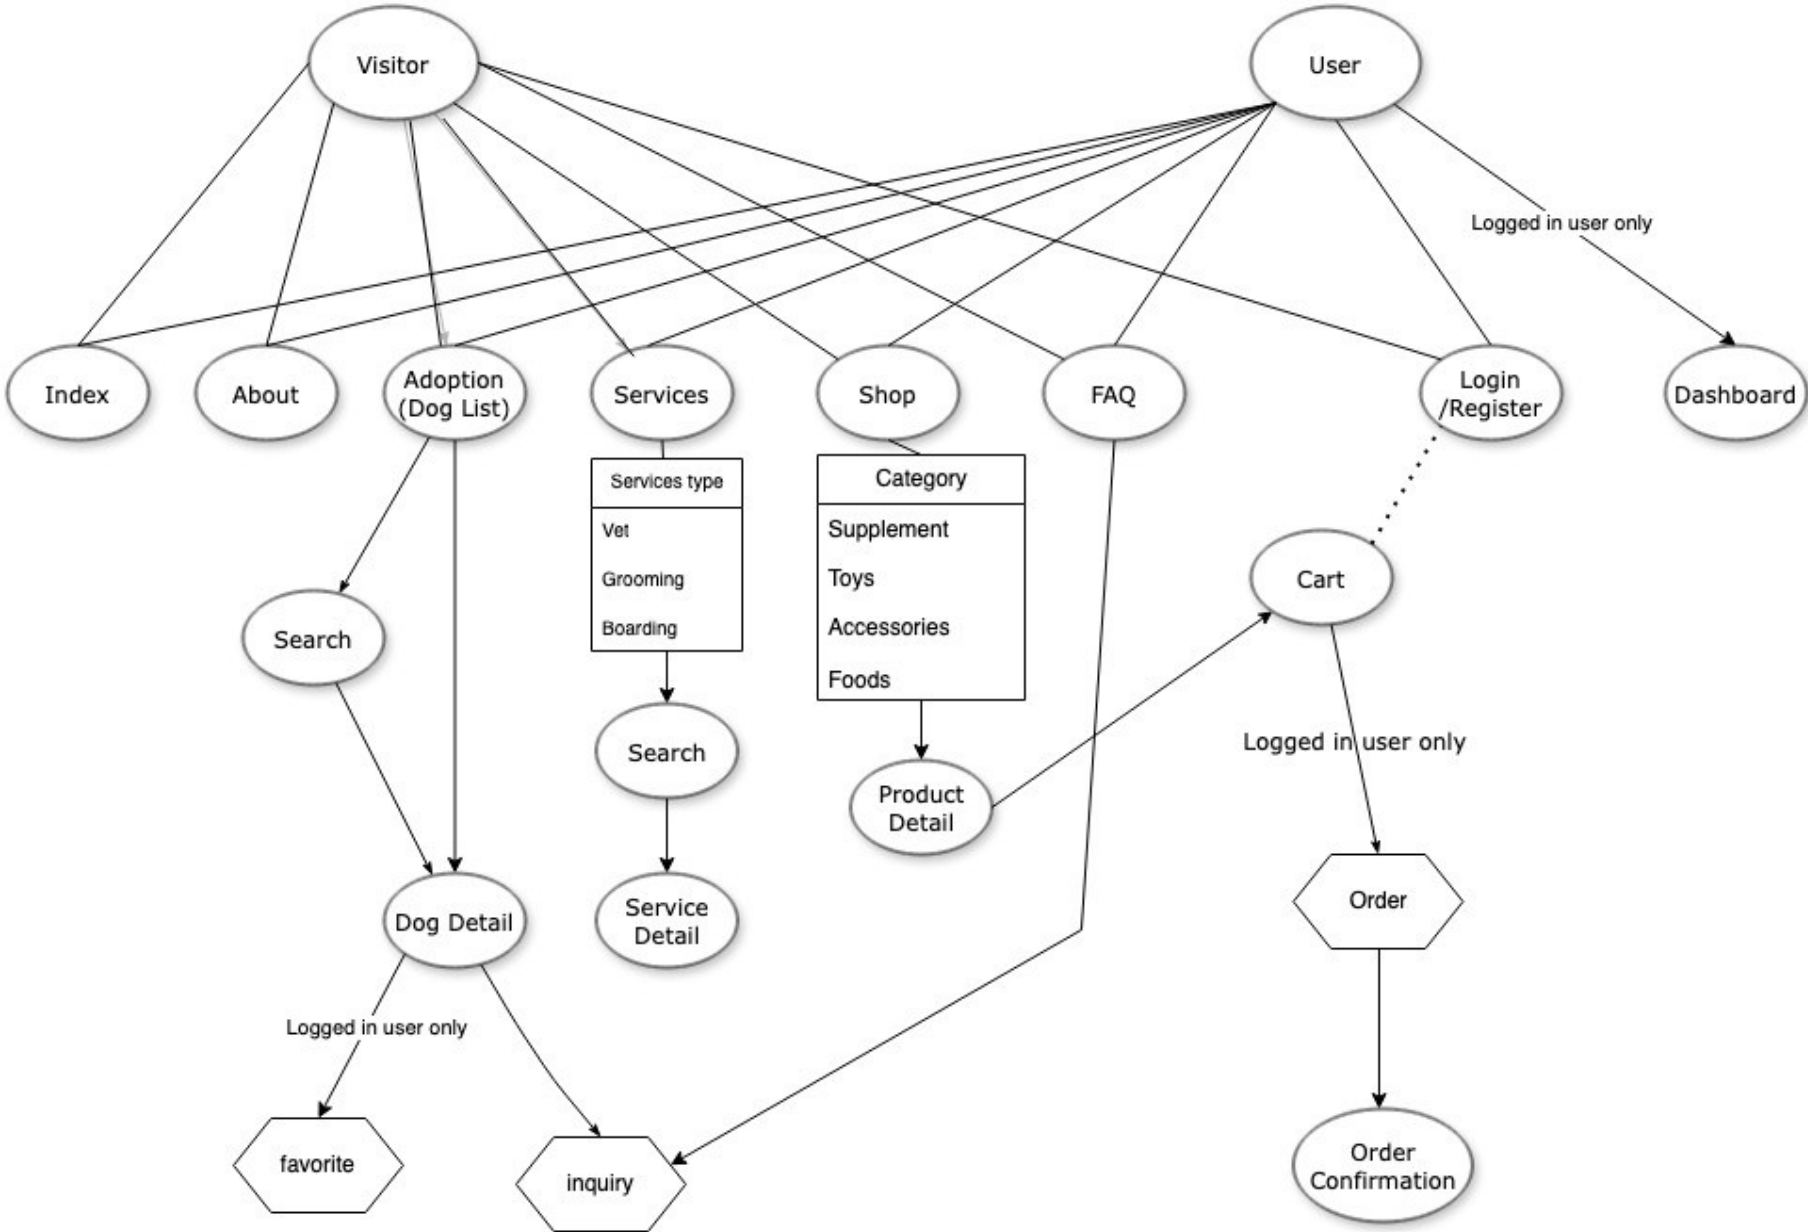 Visitor
User
Logged in user only
Index
About
Adoption
(Dog List)
Services
Shop
FAQ
Login
/Register
Dashboard
Services type
Vet
Grooming
Boarding
Category
Supplement
Toys
Accessories
Foods
Cart
Search
Search
Logged in user only
Product
Detail
Dog Detail
Service
Detail
Order
Logged in user only
favorite
inquiry
Order
Confirmation